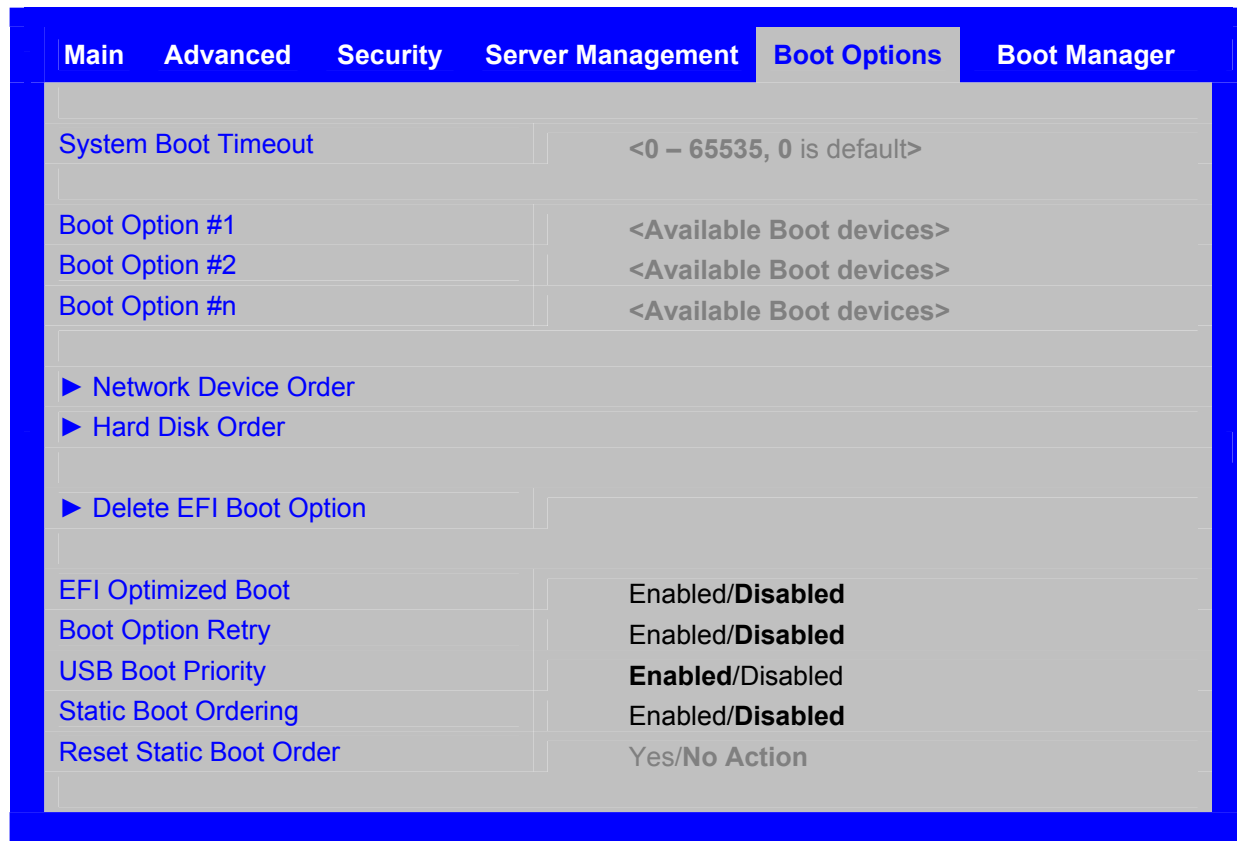 Main Advanced Security Server Management Boot Options Boot Manager
System Boot Timeout <0 – 65535, 0 is default>
Boot Option #1 <Available Boot devices>
Boot Option #2 <Available Boot devices>
Boot Option #n <Available Boot devices>
► Network Device Order
► Hard Disk Order
► Delete EFI Boot Option
EFI Optimized Boot Enabled/Disabled
Boot Option Retry Enabled/Disabled
USB Boot Priority Enabled/Disabled
Static Boot Ordering Enabled/Disabled
Reset Static Boot Order Yes/No Action